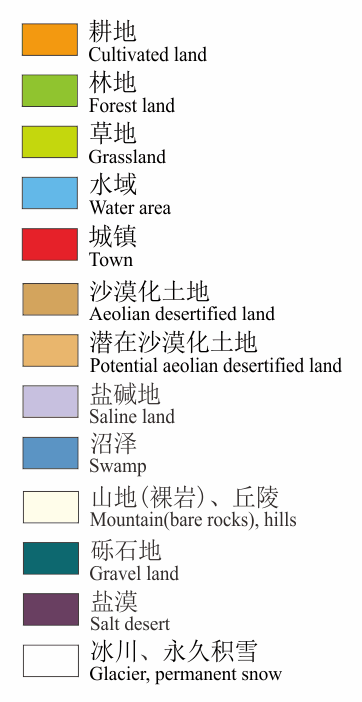 耕地
Cultivated land
林地
Forest land
草地
Grassland
水域
Water area
城镇
Town
沙漠化土地
Aeolian desertified land
潜在沙漠化土地
Potential aeolian desertified land
盐碱地
Saline land
沼泽
Swamp
山地(裸岩)、丘陵
Mountain(bare rocks), hills
砾石地
Gravel land
盐漠
Salt desert
冰川、永久积雪
Glacier, permanent snow